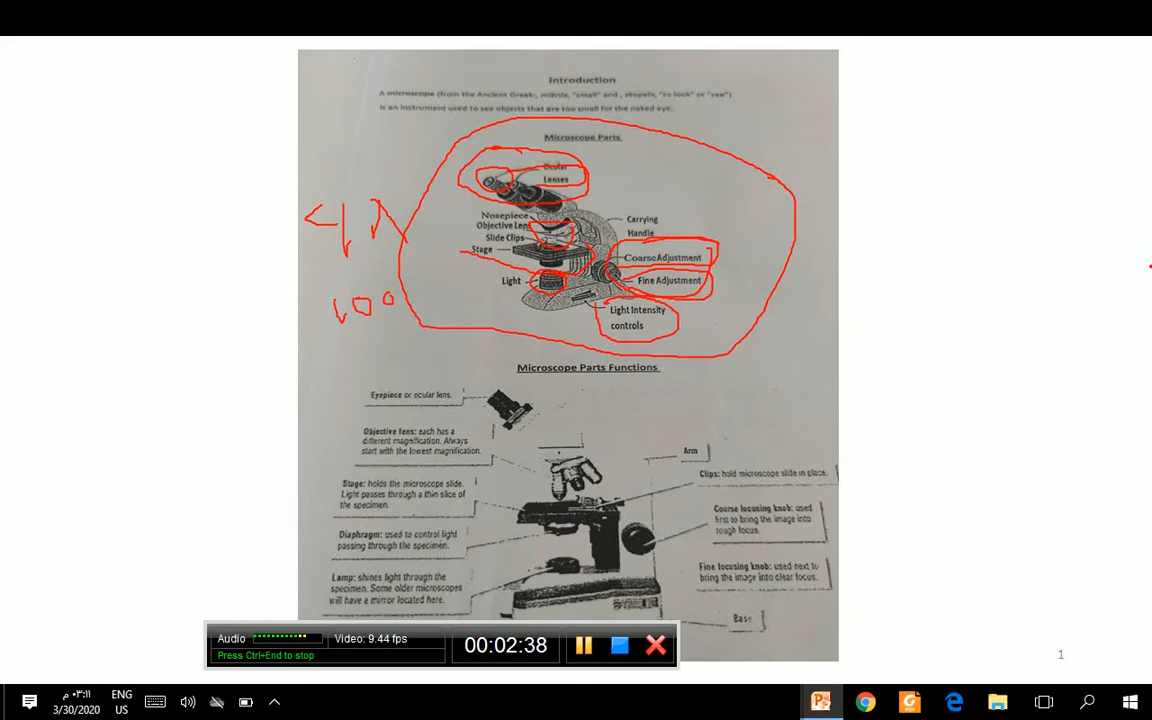 Introduction
A microscope (from the Ancient Greek:, mikrós, "small" and , skopeîn, "to look" or "see")
is an instrument used to see objects that are too small for the naked eye.
Microscope Parts
Ocular
Lenses
Nosepiece
Objective Lens
Slide Clips
Stage
Light
Carrying
Handle
Coarse Adjustment
Fine Adjustment
Light Intensity
controls
100
Microscope Parts Functions
Eyepiece or ocular lens.
Objective lens: each has a
different magnification. Always
start with the lowest magnification.
Stage: holds the microscope slide.
Light passes through a thin slice of
the specimen.
Diaphragm: used to control light
passing through the specimen.
Lamp: shines light through the
specimen. Some older microscopes
will have a mirror located here.
Arm
Clips: hold microscope slide in place.
Coarse focusing knob: used
first to bring the image into
rough focus.
Fine focusing knob: used next to
bring the image into clear focus.
Base
Audio
Video: 9.44 fps
Press Ctrl+End to stop
00:02:38
1
٠٣:١١ م
3/30/2020
ENG
US